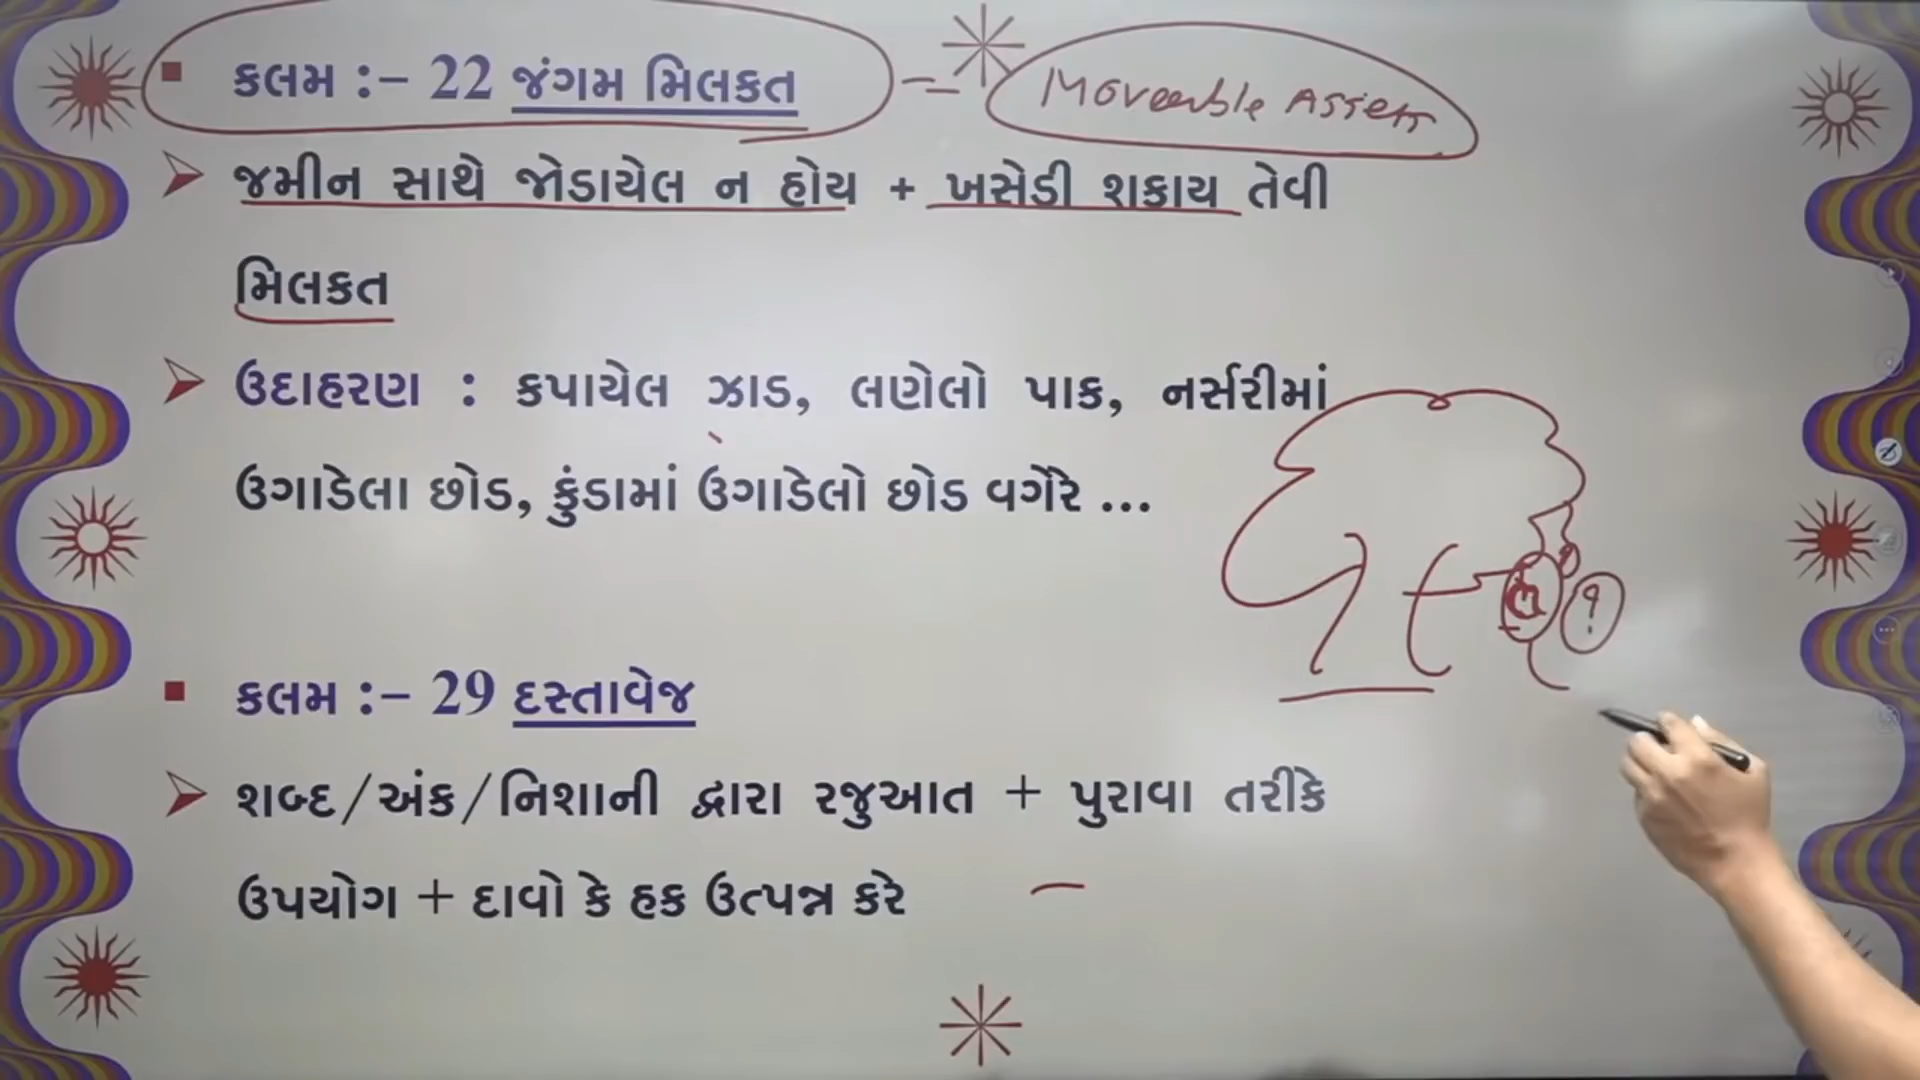 ▪ કલમ :– 22 જંગમ મિલકત – = Moveable Assets
➢ જમીન સાથે જોડાયેલ ન હોય + ખસેડી શકાય તેવી
મિલકત
➢ ઉદાહરણ : કપાયેલ ઝાડ, લણેલો પાક, નર્સરીમાં
ઉગાડેલા છોડ, કુંડામાં ઉગાડેલો છોડ વગેરે ...
▪ કલમ :– 29 દસ્તાવેજ
➢ શબ્દ/અંક/નિશાની દ્વારા રજુઆત + પુરાવા તરીકે
ઉપયોગ + દાવો કે હક ઉત્પન્ન કરે